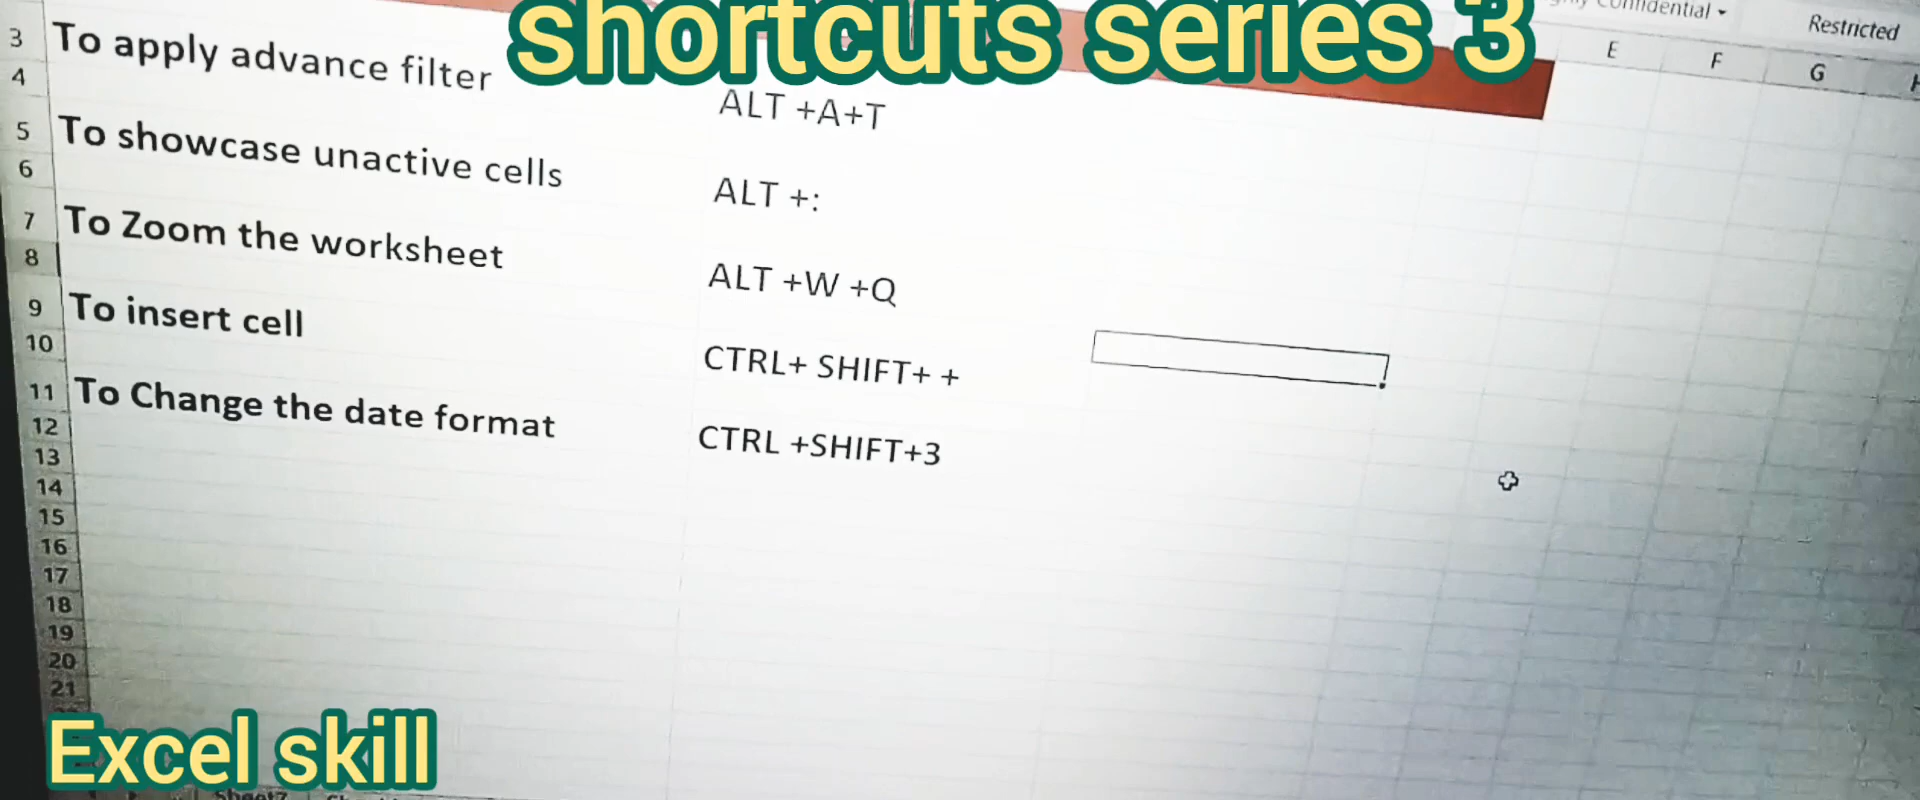 shortcuts series 3
Confidential
Restricted
E F G H
3 To apply advance filter
ALT +A+T
4
5 To showcase unactive cells
ALT +:
6
7 To Zoom the worksheet
ALT +W +Q
8
9 To insert cell
CTRL+ SHIFT+ +
10
11 To Change the date format
CTRL +SHIFT+3
12
13
14
15
16
17
18
19
20
21
Excel skill